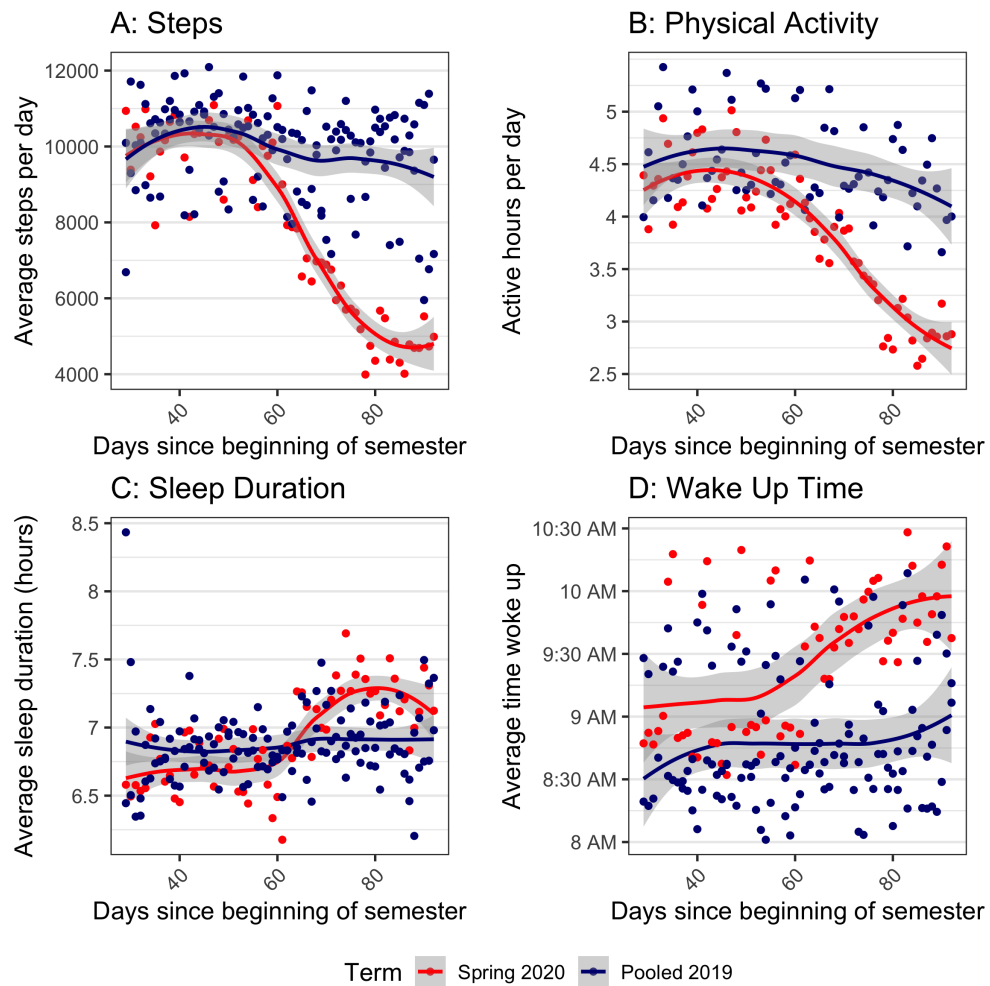 A: Steps
Average steps per day
12000
10000
8000
6000
4000
40
60
80
Days since beginning of semester
B: Physical Activity
Active hours per day
5
4.5
4
3.5
3
2.5
40
60
80
Days since beginning of semester
C: Sleep Duration
Average sleep duration (hours)
8.5
8
7.5
7
6.5
40
60
80
Days since beginning of semester
D: Wake Up Time
Average time woke up
10:30 AM
10 AM
9:30 AM
9 AM
8:30 AM
8 AM
40
60
80
Days since beginning of semester
Term Spring 2020 Pooled 2019